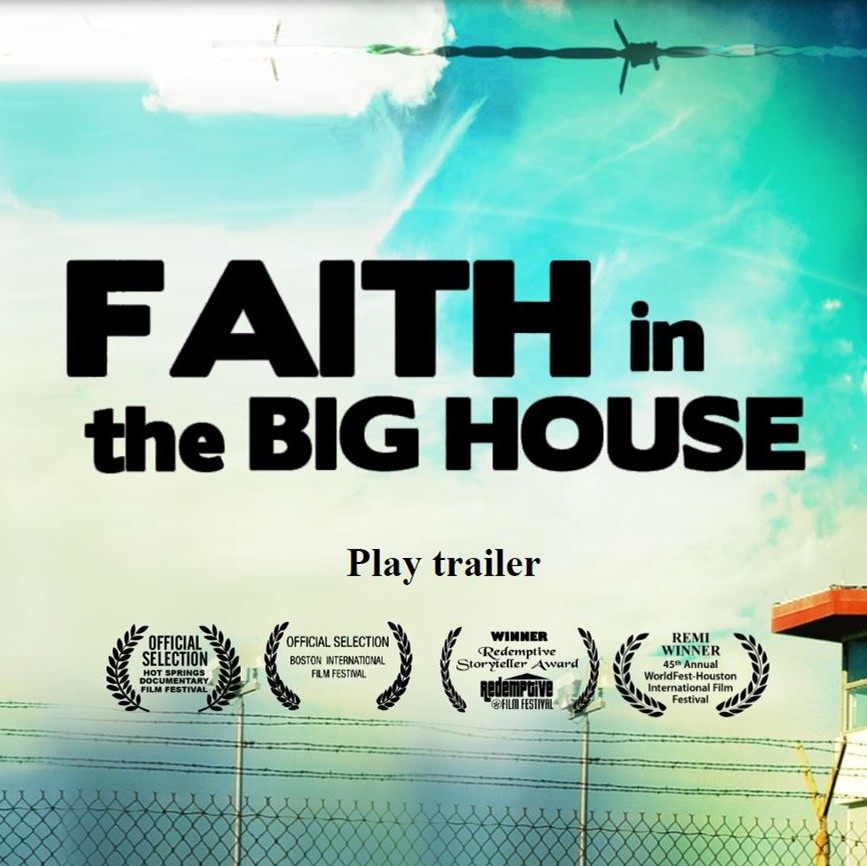 FAITH in
the BIG HOUSE
Play trailer
OFFICIAL
SELECTION
HOT SPRINGS
DOCUMENTARY
FILM FESTIVAL
OFFICIAL SELECTION
BOSTON INTERNATIONAL
FILM FESTIVAL
WINNER
Redemptive
Storyteller Award
Redemptive
FILM FESTIVAL
REMI
WINNER
45th Annual
WorldFest-Houston
International Film
Festival